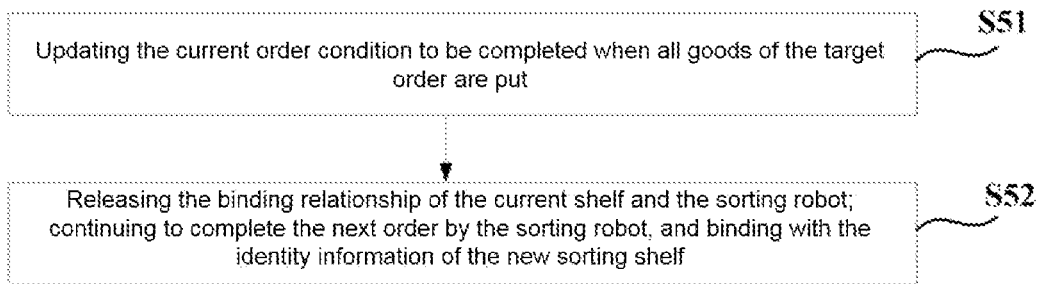 S51
Updating the current order condition to be completed when all goods of the target
order are put
Releasing the binding relationship of the current shelf and the sorting robot;
S52
continuing to complete the next order by the sorting robot, and binding with the
identity information of the new sorting shelf